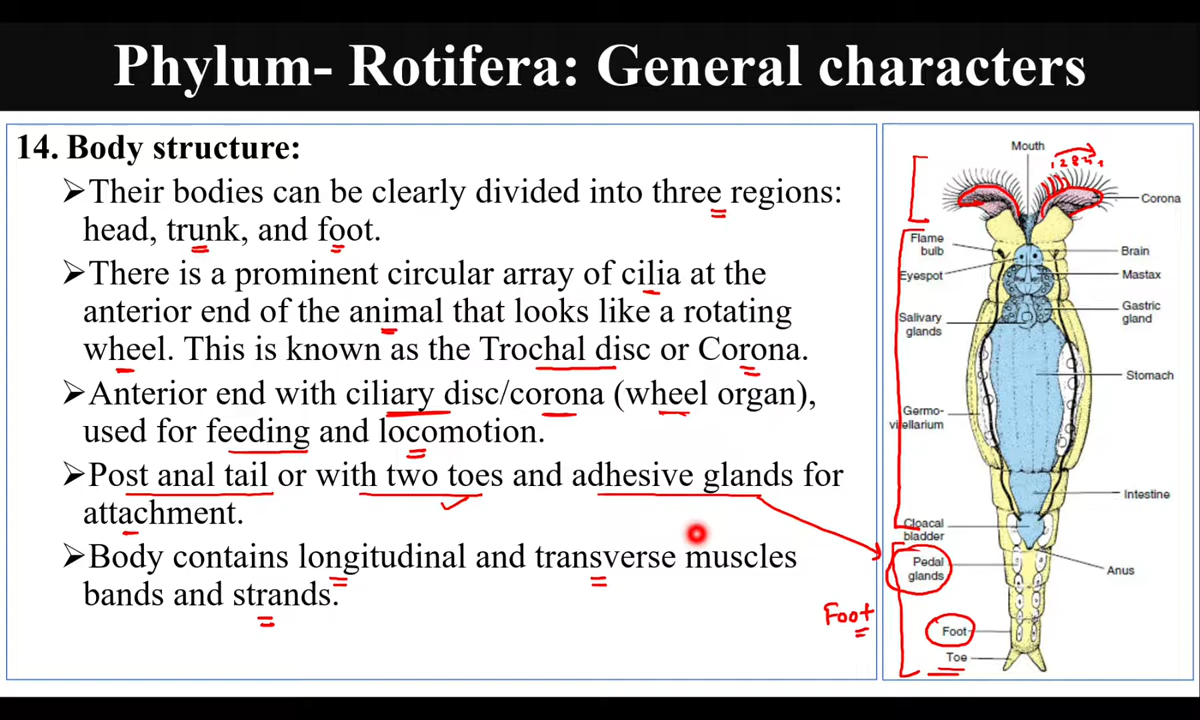 Phylum- Rotifera: General characters
14. Body structure:
➢Their bodies can be clearly divided into three regions:
head, trunk, and foot.
➢There is a prominent circular array of cilia at the
anterior end of the animal that looks like a rotating
wheel. This is known as the Trochal disc or Corona.
➢Anterior end with ciliary disc/corona (wheel organ),
used for feeding and locomotion.
➢Post anal tail or with two toes and adhesive glands for
attachment.
➢Body contains longitudinal and transverse muscles
bands and strands.
Foot
Mouth
Corona
Flame
bulb
Brain
Eyespot
Mastax
Salivary
glands
Gastric
gland
Stomach
Germo-
vitellarium
Intestine
Cloacal
bladder
Pedal
glands
Anus
Foot
Toe